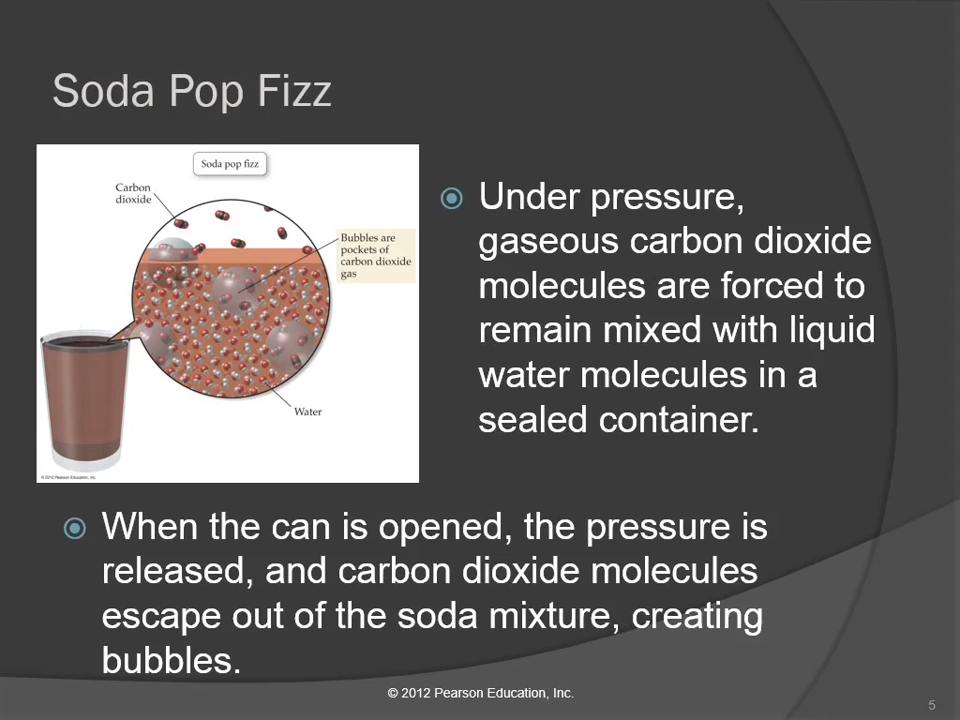 Soda Pop Fizz
Soda pop fizz
Carbon
dioxide
Bubbles are
pockets of
carbon dioxide
gas
Water
© 2012 Pearson Education, Inc.
Under pressure,
gaseous carbon dioxide
molecules are forced to
remain mixed with liquid
water molecules in a
sealed container.
When the can is opened, the pressure is
released, and carbon dioxide molecules
escape out of the soda mixture, creating
bubbles.
© 2012 Pearson Education, Inc.
5